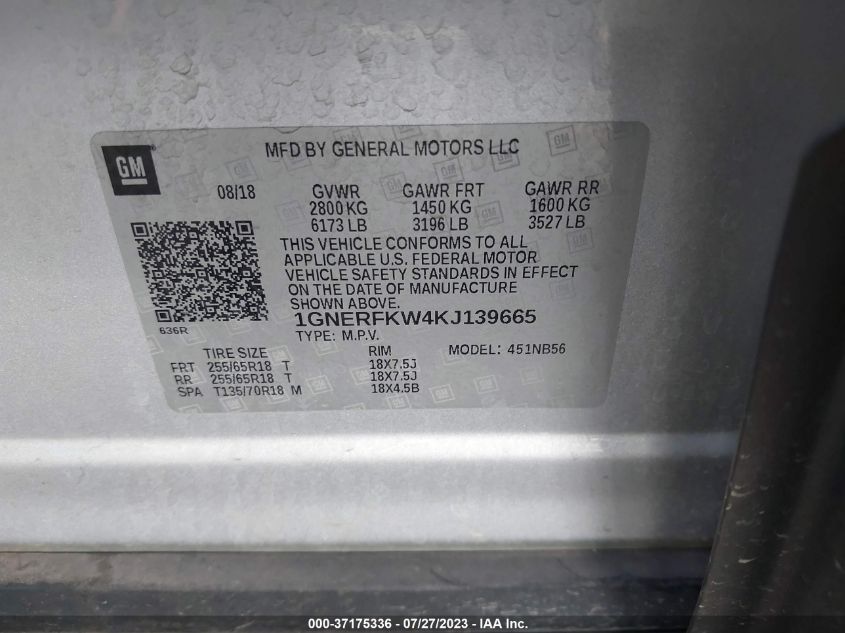 GM
MFD BY GENERAL MOTORS LLC
08/18 GVWR GAWR FRT GAWR RR
2800 KG 1450 KG 1600 KG
6173 LB 3196 LB 3527 LB
THIS VEHICLE CONFORMS TO ALL
APPLICABLE U.S. FEDERAL MOTOR
VEHICLE SAFETY STANDARDS IN EFFECT
ON THE DATE OF MANUFACTURE
SHOWN ABOVE.
636R
1GNERFKW4KJ139665
TYPE: M.P.V.
TIRE SIZE RIM MODEL: 451NB56
FRT 255/65R18 T 18X7.5J
RR 255/65R18 T 18X7.5J
SPA T135/70R18 M 18X4.5B
000-37175336 - 07/27/2023 - © IAA, Inc.